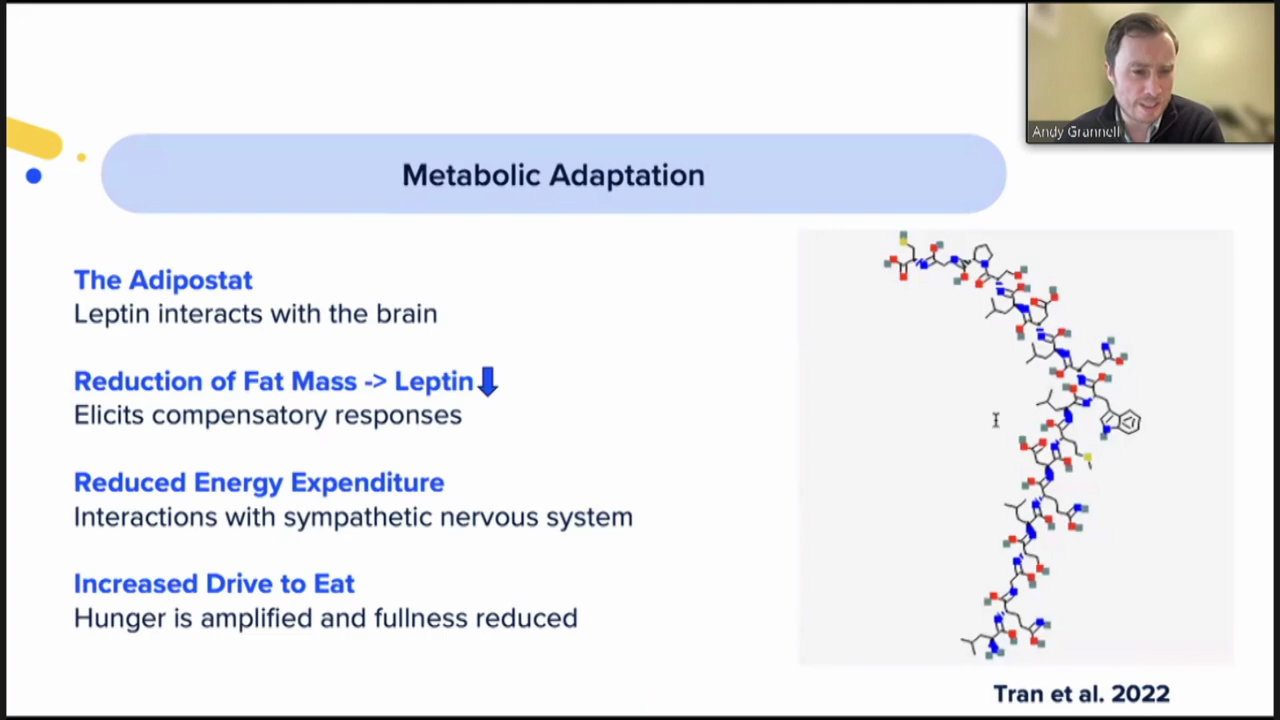 Andy Grannell
Metabolic Adaptation
The Adipostat
Leptin interacts with the brain
Reduction of Fat Mass -> Leptin
Elicits compensatory responses
Reduced Energy Expenditure
Interactions with sympathetic nervous system
Increased Drive to Eat
Hunger is amplified and fullness reduced
Tran et al. 2022